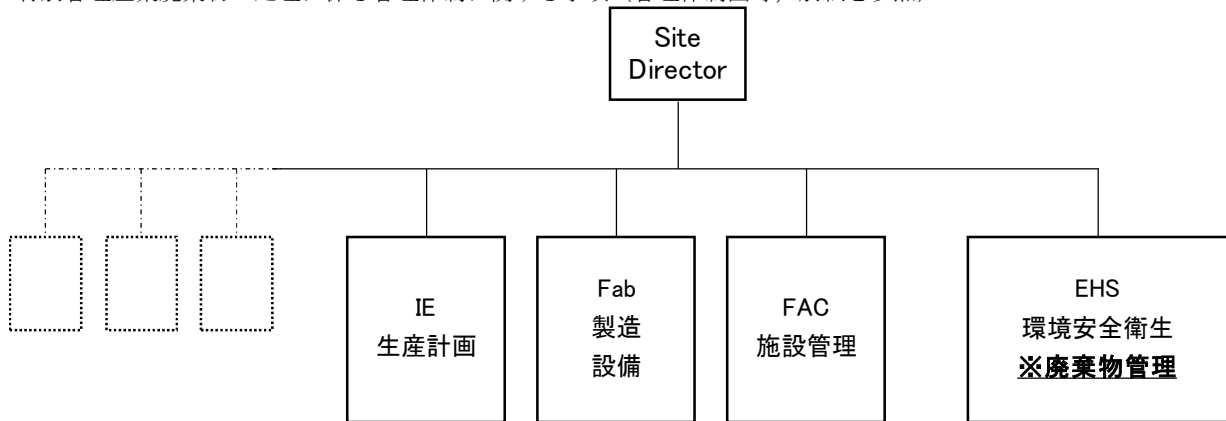 Site
Director
IE
生産計画
Fab
製造
設備
FAC
施設管理
EHS
環境安全衛生
※廃棄物管理